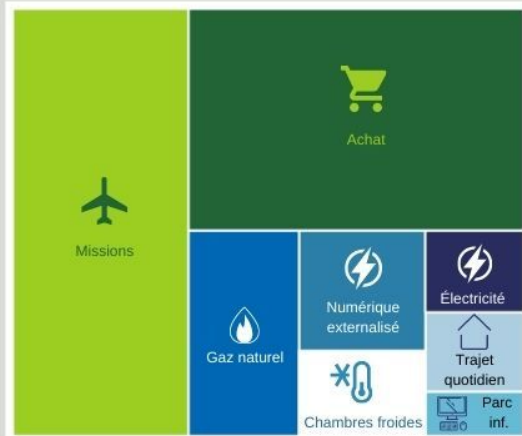 Missions
Achat
Gaz naturel
Numérique
externalisé
Chambres froides
Électricité
Trajet
quotidien
Parc
inf.